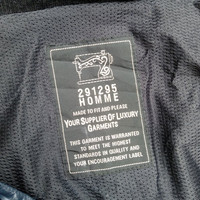 291295
HOMME
MADE TO FIT AND PLEASE
YOUR SUPPLIER OF LUXURY
GARMENTS
THIS GARMENT IS WARRANTED
TO MEET THE HIGHEST
STANDARDS IN QUALITY AND
YOUR ENCOURAGEMENT LABEL